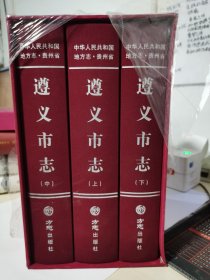 中华人民共和国
地方志·贵州省
遵义市志
(中)
方志出版社
中华人民共和国
地方志·贵州省
遵义市志
(上)
方志出版社
中华人民共和国
地方志·贵州省
遵义市志
(下)
方志出版社